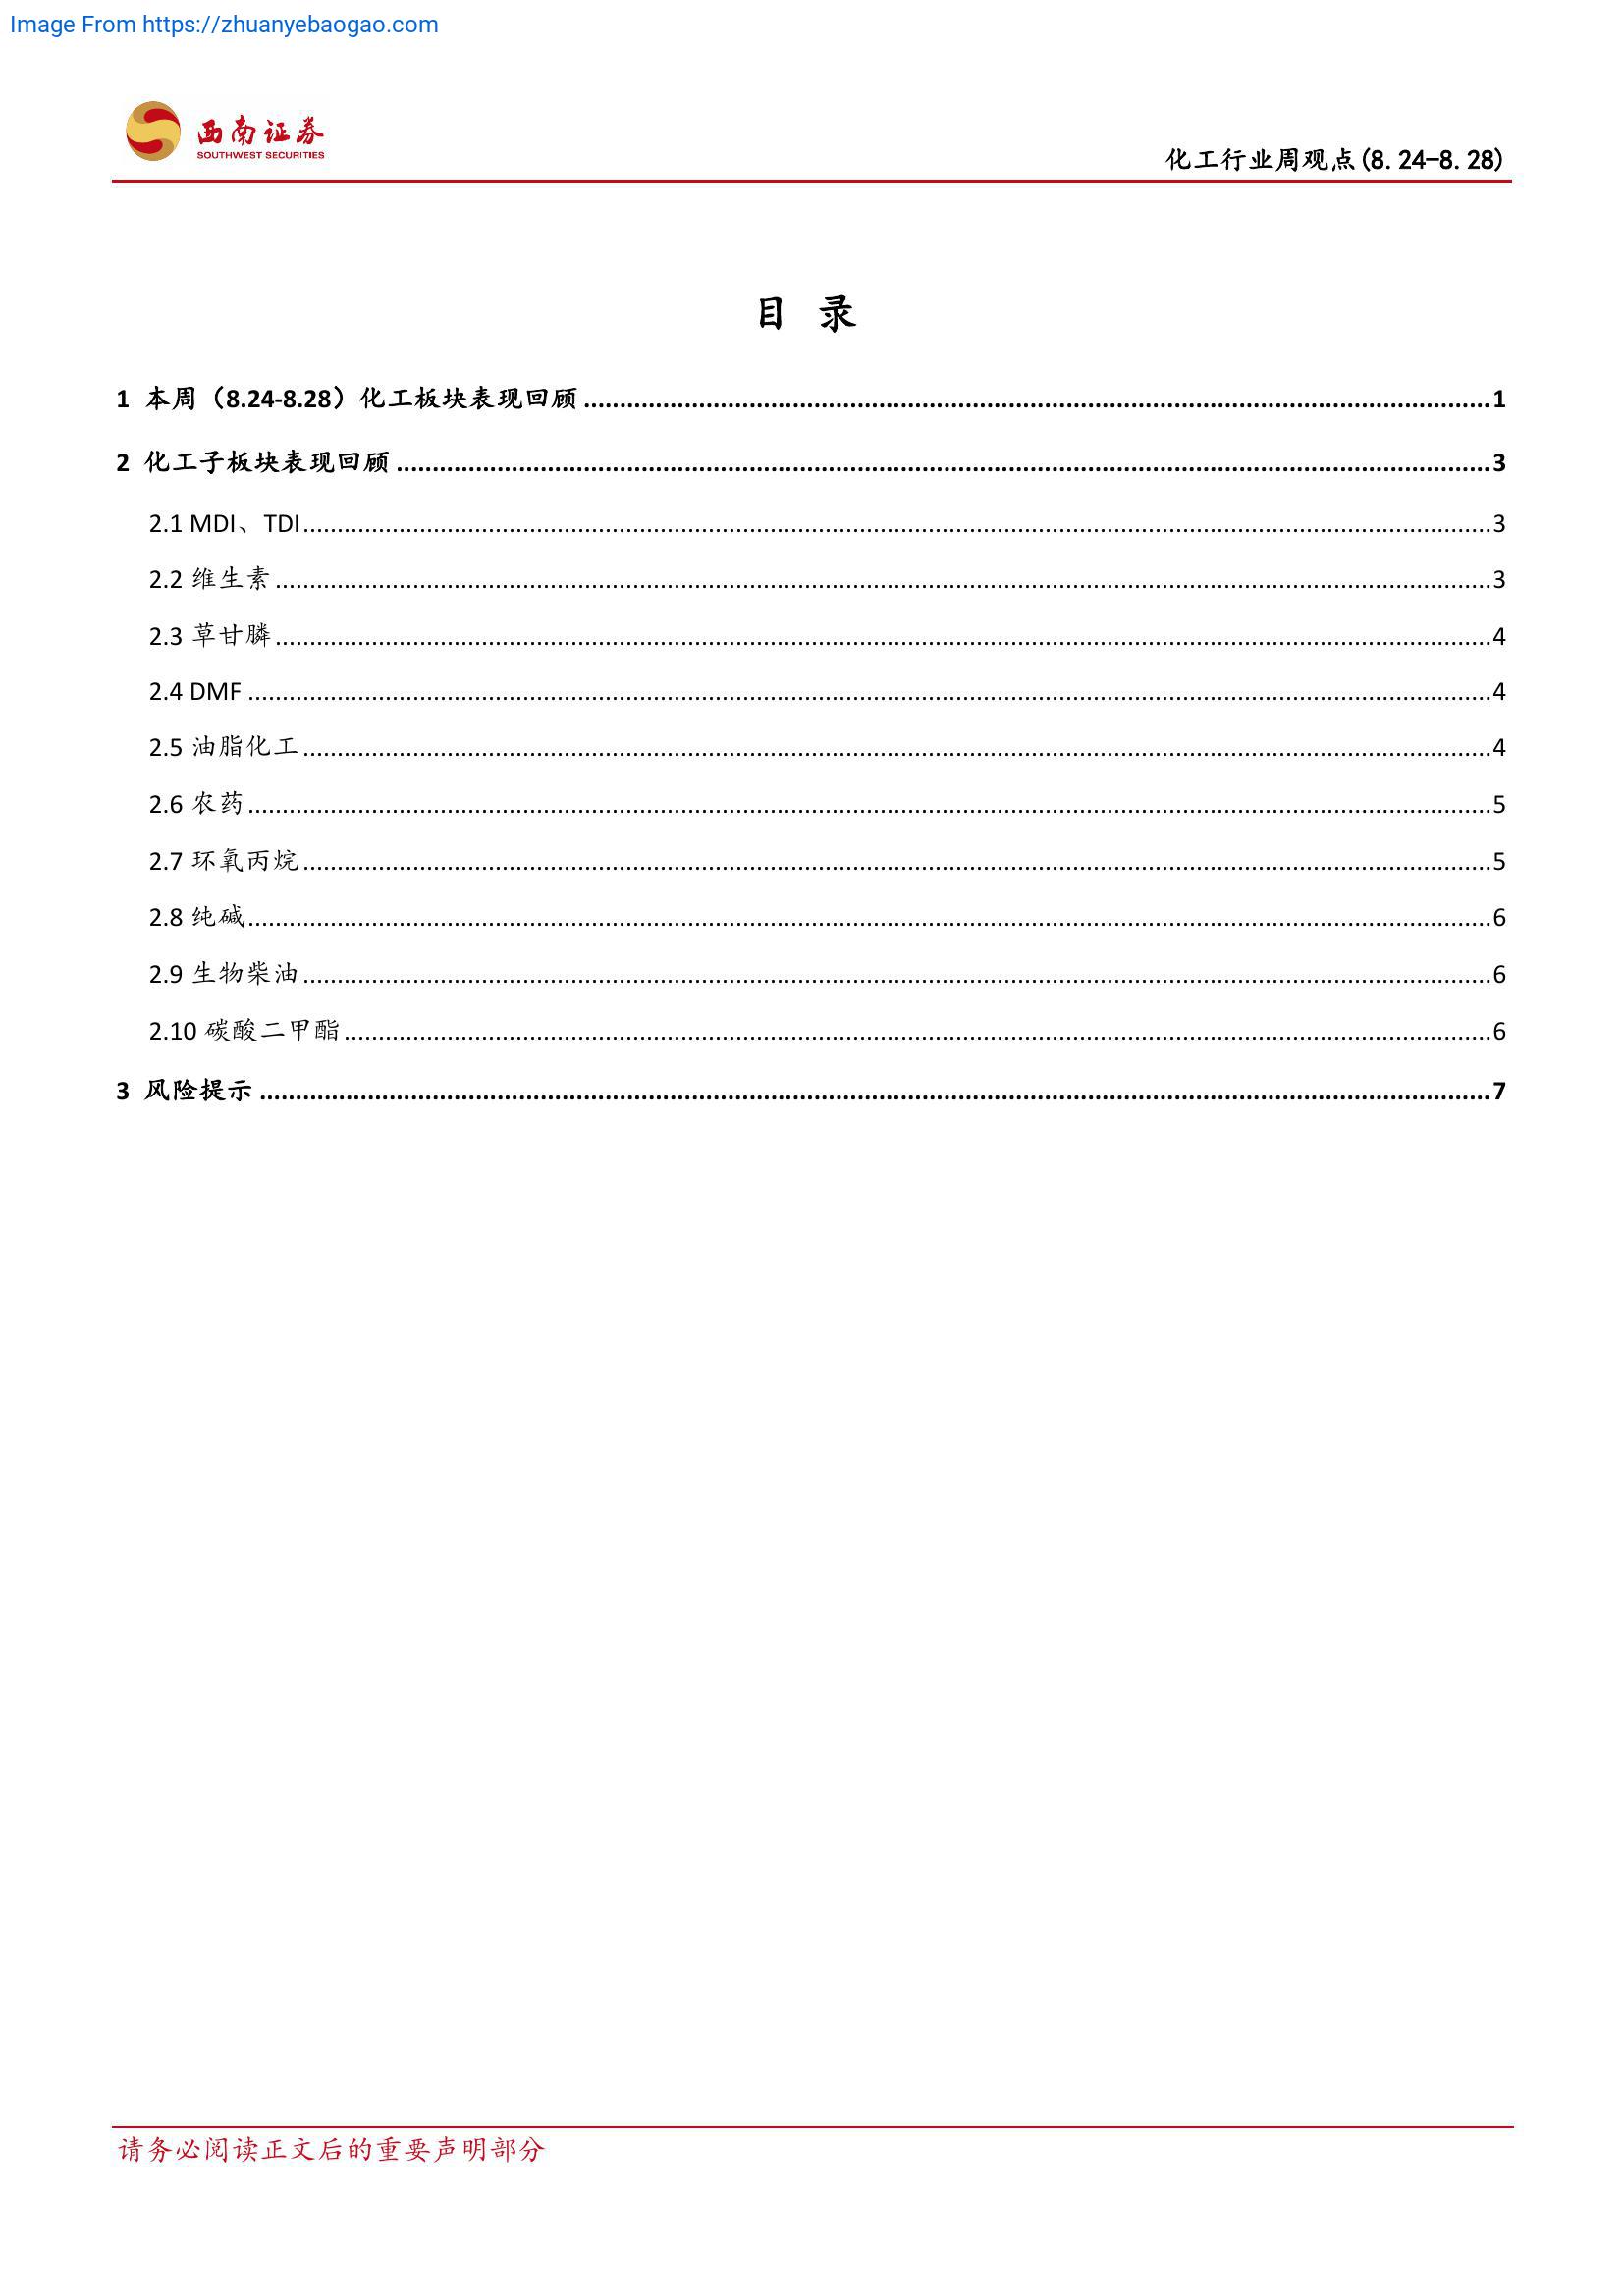 Image From https://zhuanyebaogao.com
西南证券
SOUTHWEST SECURITIES
化工行业周观点(8.24-8.28)
目 录
1 本周（8.24-8.28）化工板块表现回顾 1
2 化工子板块表现回顾 3
2.1 MDI、TDI 3
2.2 维生素 3
2.3 草甘膦 4
2.4 DMF 4
2.5 油脂化工 4
2.6 农药 5
2.7 环氧丙烷 5
2.8 纯碱 6
2.9 生物柴油 6
2.10 碳酸二甲酯 6
3 风险提示 7
请务必阅读正文后的重要声明部分